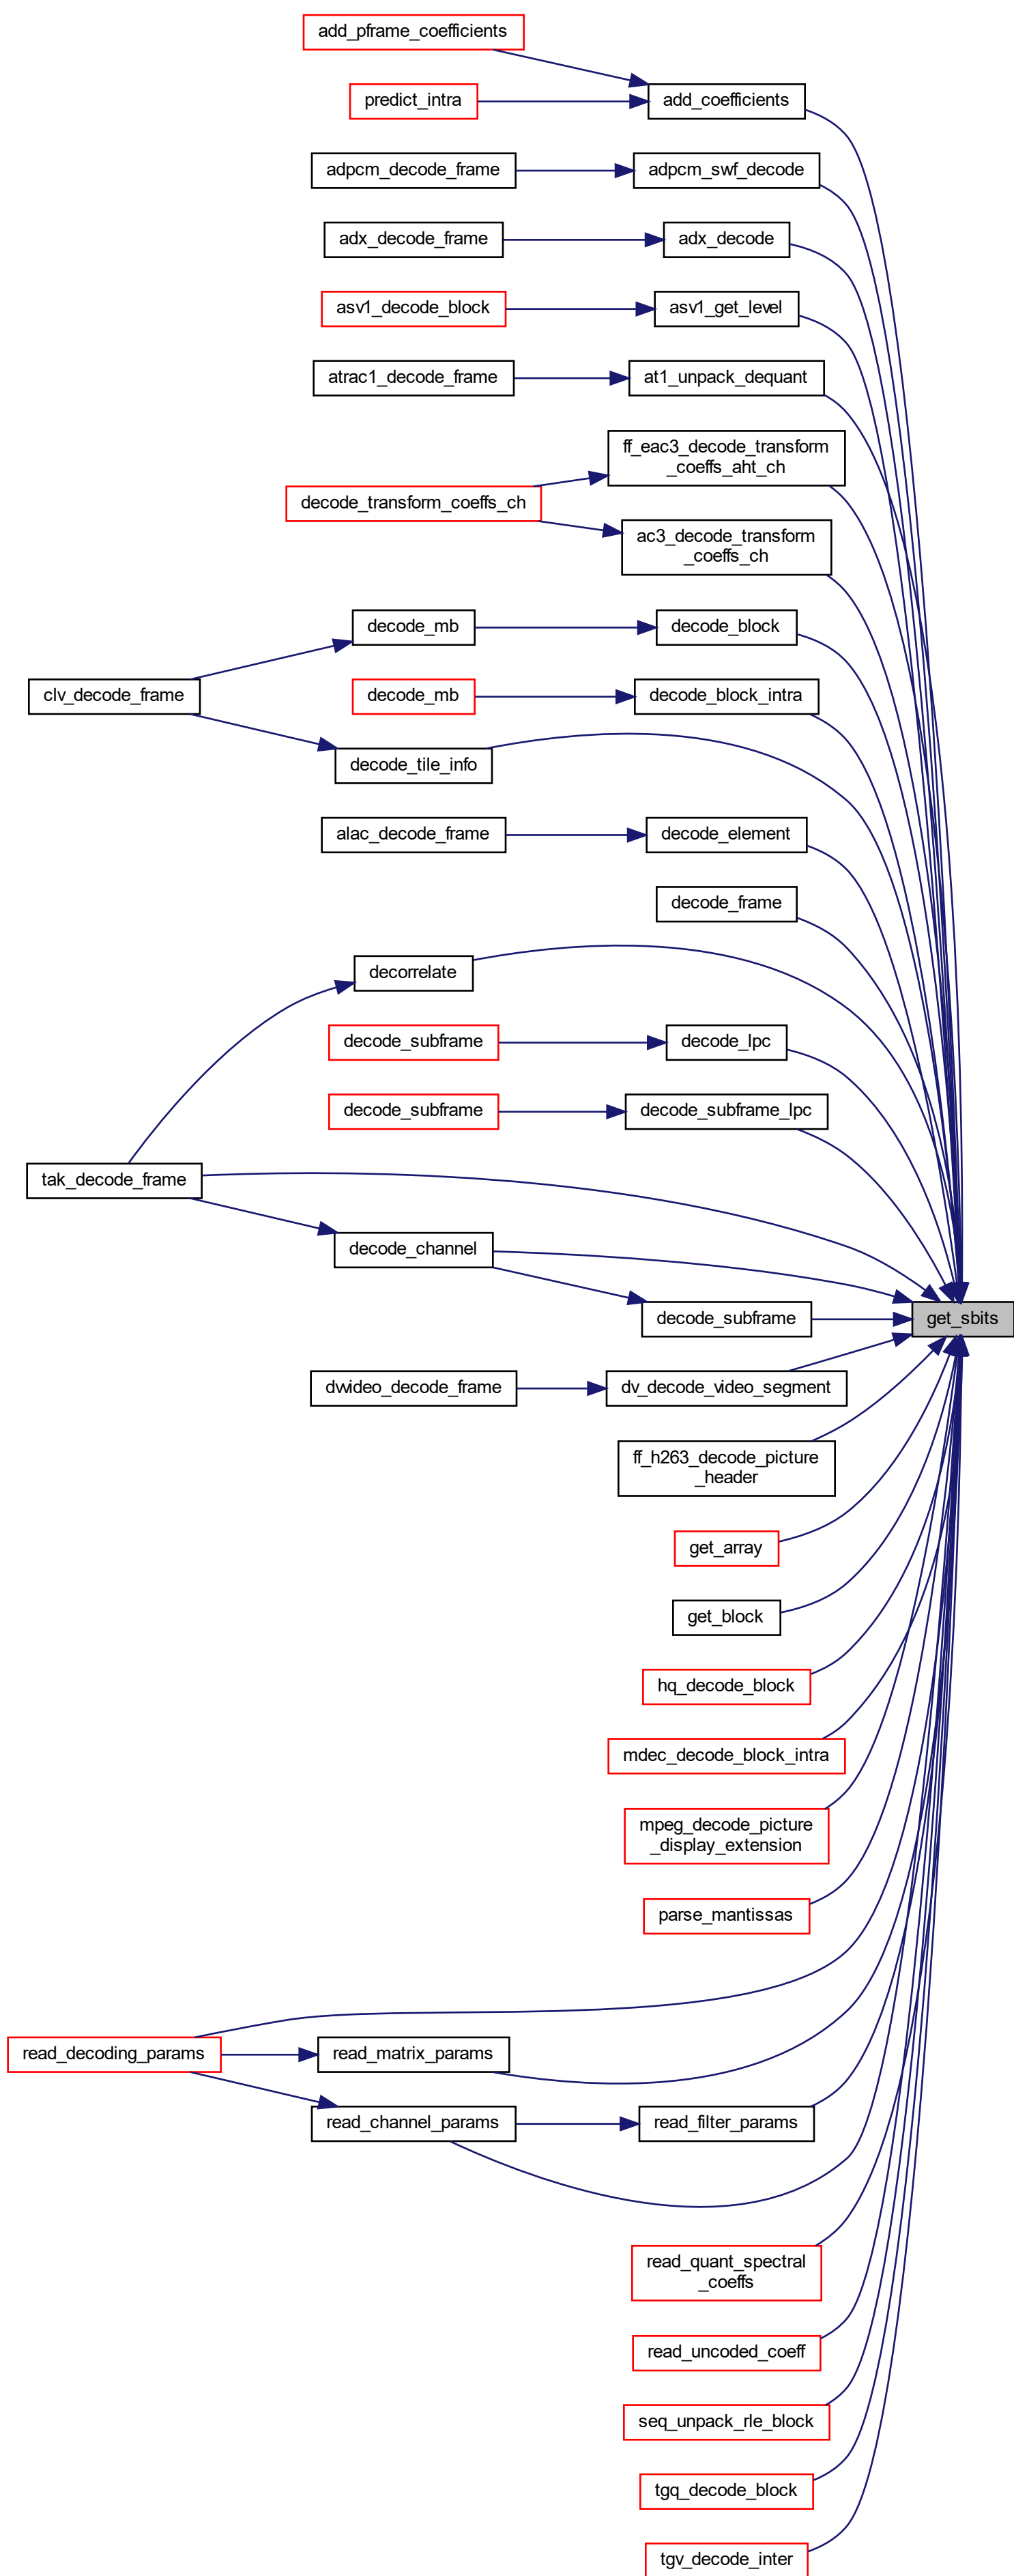 add_pframe_coefficients
predict_intra
add_coefficients
adpcm_decode_frame
adpcm_swf_decode
adx_decode_frame
adx_decode
asv1_decode_block
asv1_get_level
atrac1_decode_frame
at1_unpack_dequant
ff_eac3_decode_transform
_coeffs_aht_ch
decode_transform_coeffs_ch
ac3_decode_transform
_coeffs_ch
decode_mb
decode_block
clv_decode_frame
decode_mb
decode_block_intra
decode_tile_info
alac_decode_frame
decode_element
decode_frame
decorrelate
decode_subframe
decode_lpc
decode_subframe
decode_subframe_lpc
tak_decode_frame
decode_channel
decode_subframe
get_sbits
dvvideo_decode_frame
dv_decode_video_segment
ff_h263_decode_picture
_header
get_array
get_block
hq_decode_block
mdec_decode_block_intra
mpeg_decode_picture
_display_extension
parse_mantissas
read_decoding_params
read_matrix_params
read_channel_params
read_filter_params
read_quant_spectral
_coeffs
read_uncoded_coeff
seq_unpack_rle_block
tgq_decode_block
tgv_decode_inter